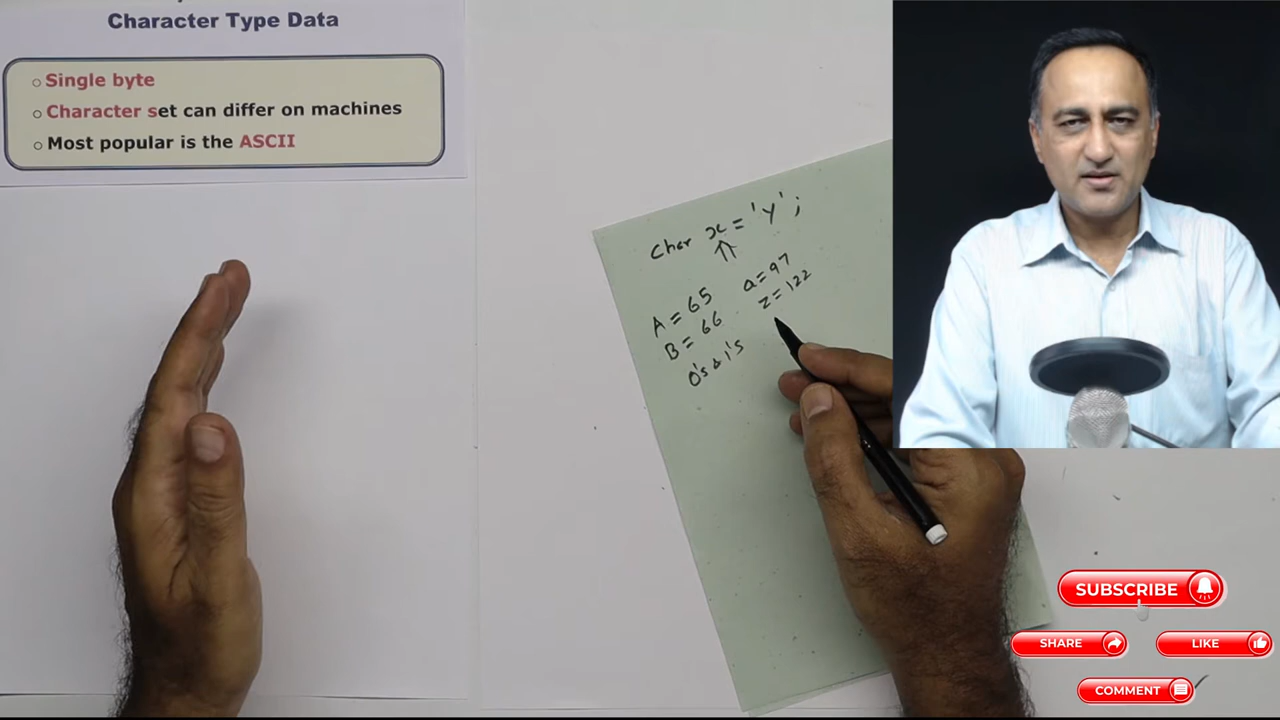 Character Type Data
Single byte
Character set can differ on machines
Most popular is the ASCII
Char x = 'Y' ;
A = 65
B = 66
0's & 1's
a = 97
z = 122
SUBSCRIBE
SHARE
LIKE
COMMENT